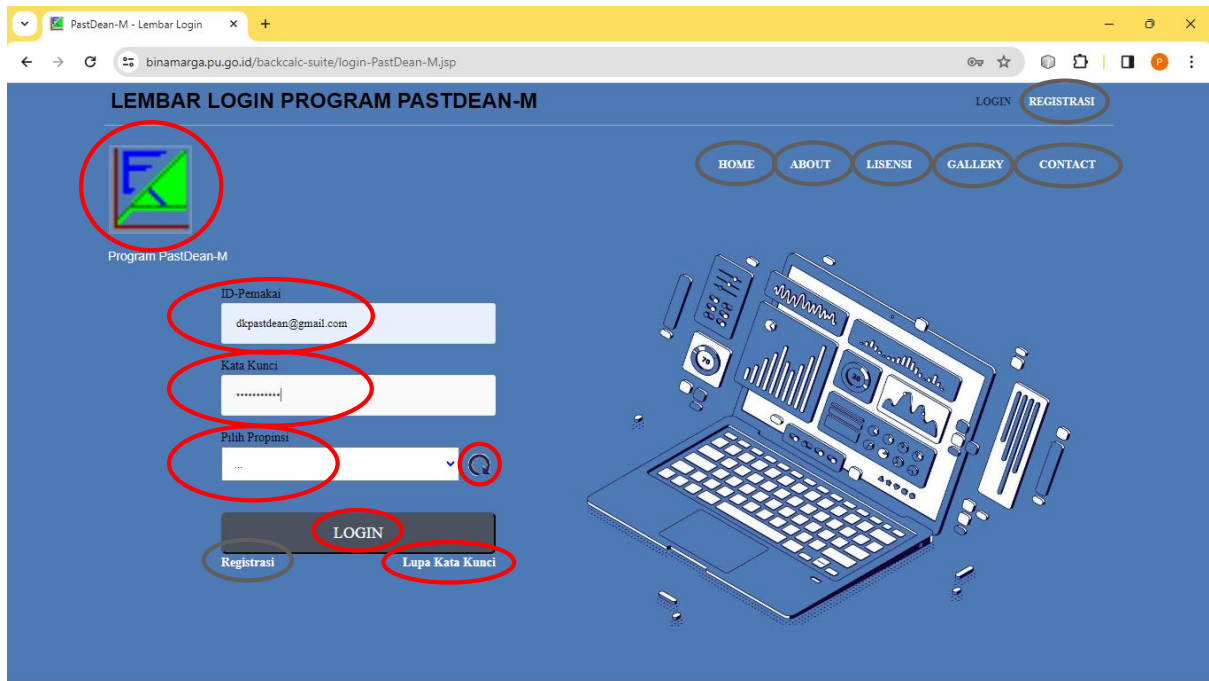 PastDean-M - Lembar Login
binamarga.pu.go.id/backcalc-suite/login-PastDean-M.jsp
P
LEMBAR LOGIN PROGRAM PASTDEAN-M
LOGIN REGISTRASI
HOME ABOUT LISENSI GALLERY CONTACT
Program PastDean-M
ID-Pemakai
dkpastdean@gmail.com
Kata Kunci
•••••••••••
Pilih Propinsi
...
LOGIN
Registrasi Lupa Kata Kunci
70